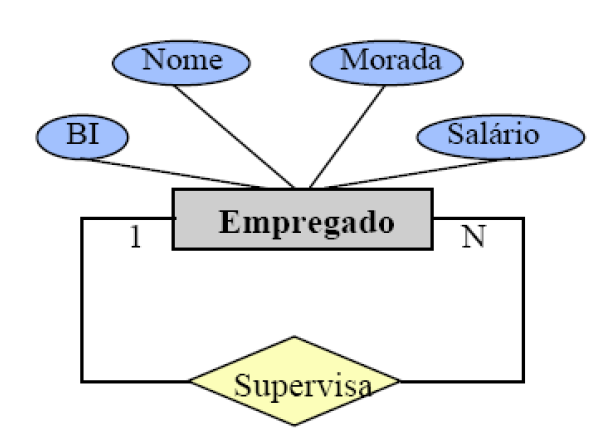 Nome
Morada
BI
Salário
Empregado
1
N
Supervisa